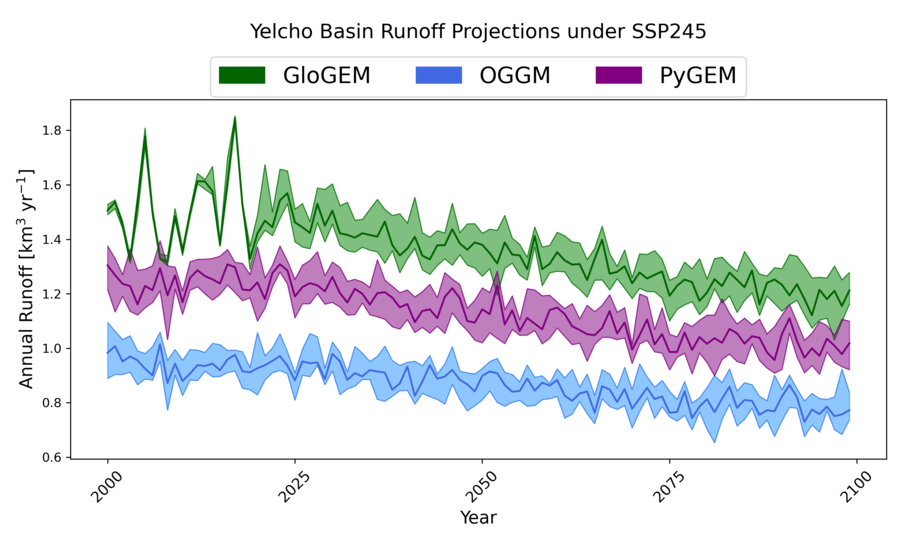 Yelcho Basin Runoff Projections under SSP245
GloGEM OGGM PyGEM
Annual Runoff [km³ yr⁻¹]
1.8
1.6
1.4
1.2
1.0
0.8
0.6
2000 2025 2050 2075 2100
Year